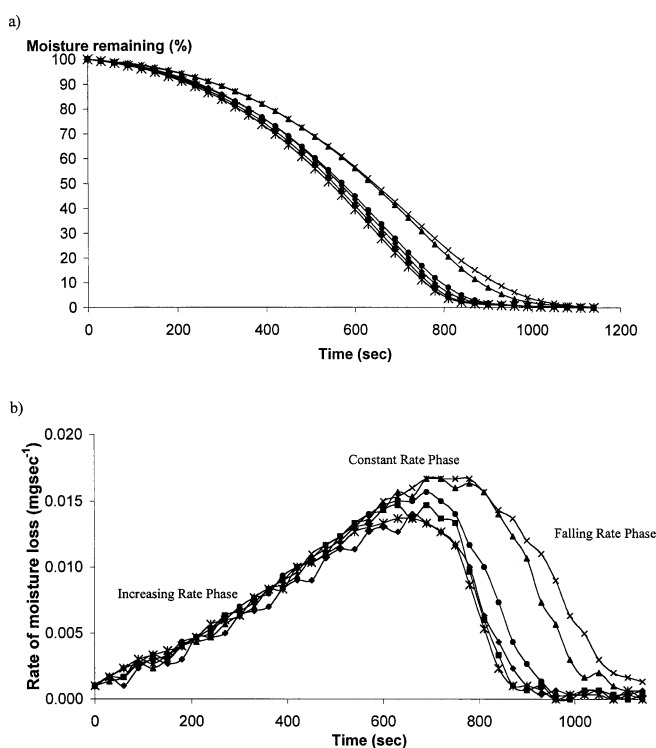 a)
Moisture remaining (%)
100
90
80
70
60
50
40
30
20
10
0
0 200 400 600 800 1000 1200
Time (sec)
b)
Rate of moisture loss (mgsec-1)
0.020
0.015
0.010
0.005
0.000
Constant Rate Phase
Falling Rate Phase
Increasing Rate Phase
0 200 400 600 800 1000
Time (sec)